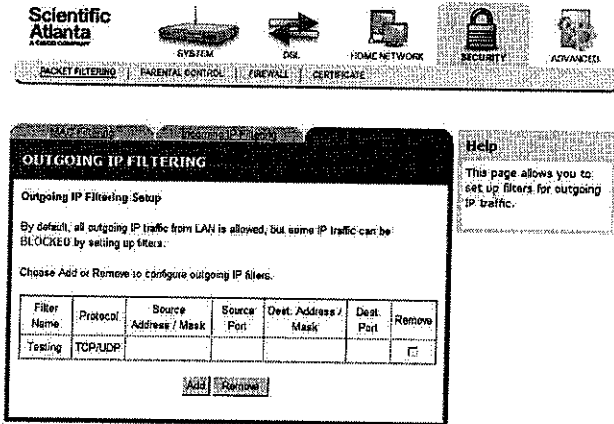 Scientific
Atlanta
A CISCO COMPANY
SYSTEM
DSL
HOME NETWORK
SECURITY
ADVANCED
PACKET FILTERING | PARENTAL CONTROL | FIREWALL | CERTIFICATE
MAC Filtering
Incoming IP Filtering
OUTGOING IP FILTERING
Outgoing IP Filtering Setup
By default, all outgoing IP traffic from LAN is allowed, but some IP traffic can be
BLOCKED by setting up filters.
Choose Add or Remove to configure outgoing IP filters.
Filter Name Protocol Source Address / Mask Source Port Dest. Address / Mask Dest. Port Remove
Testing TCP/UDP
Add Remove
Help
This page allows you to
set up filters for outgoing
IP traffic.